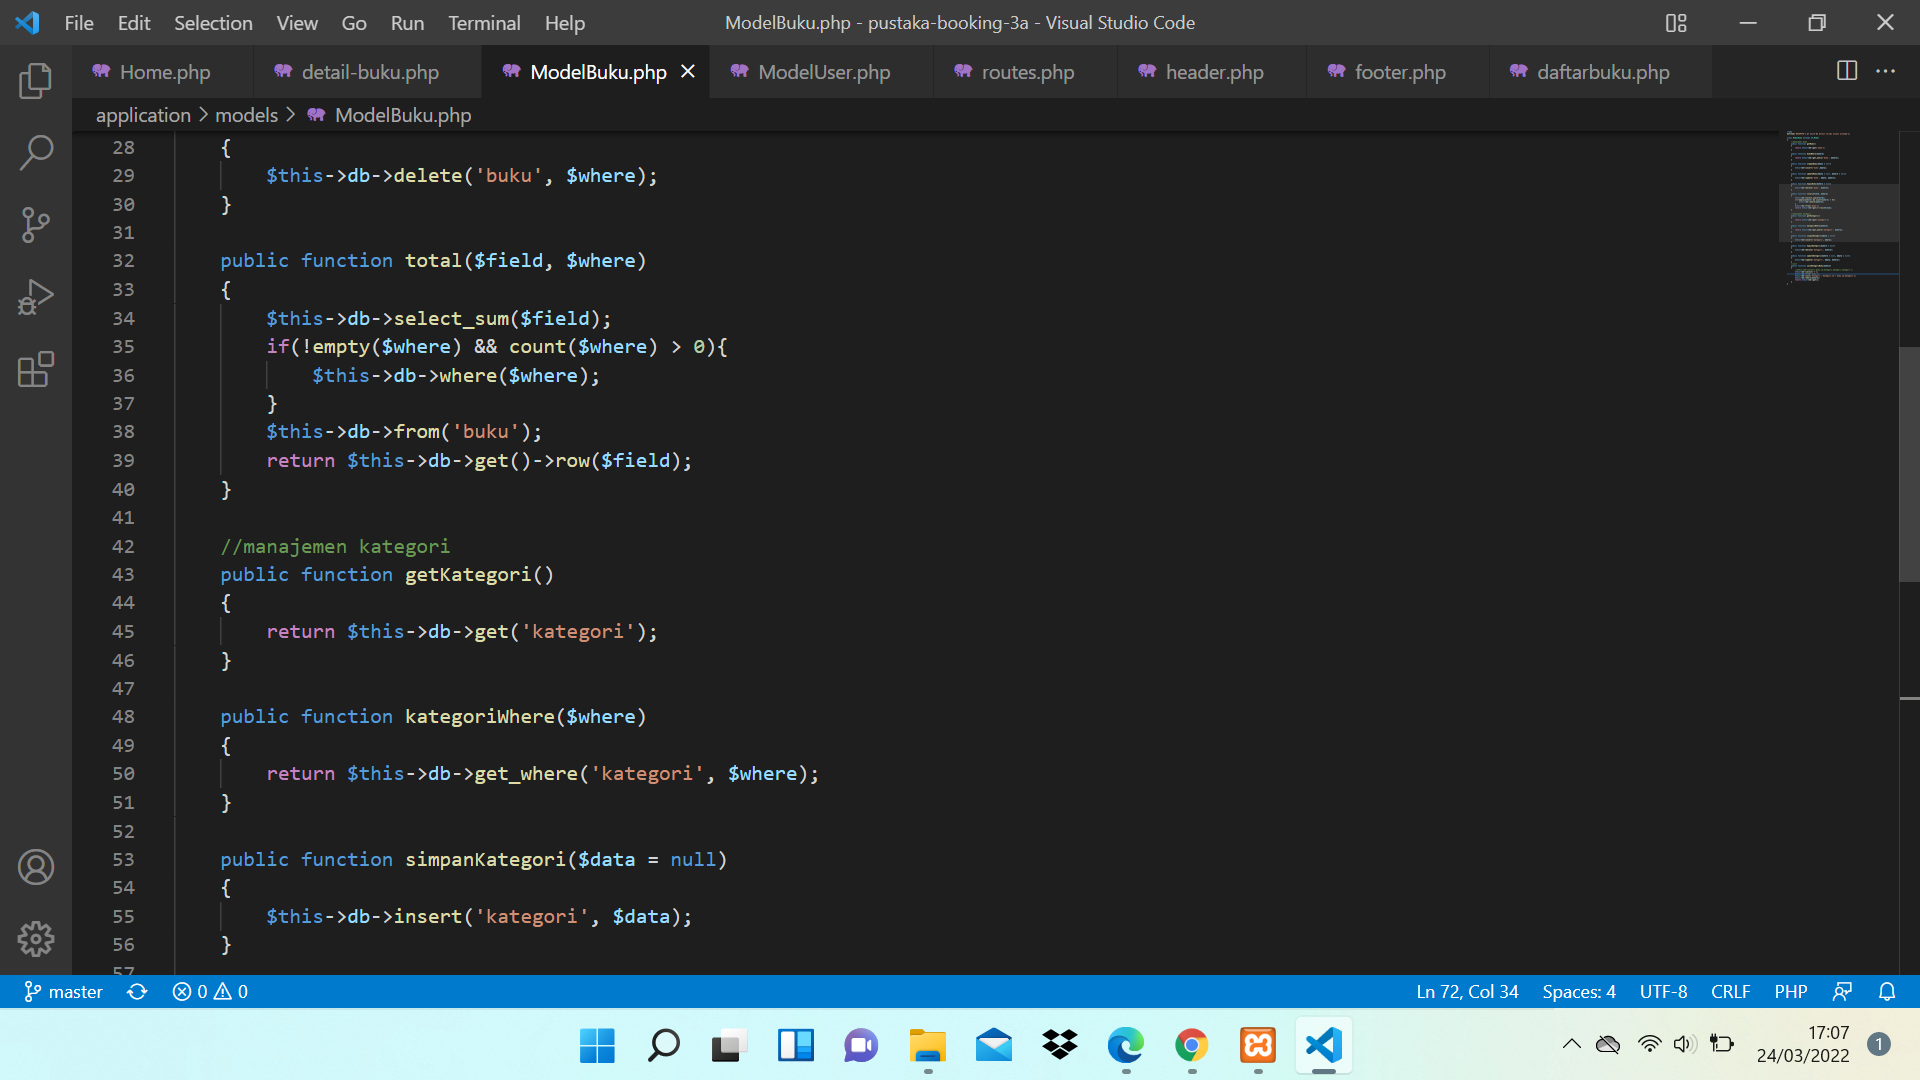 File Edit Selection View Go Run Terminal Help ModelBuku.php - pustaka-booking-3a - Visual Studio Code
Home.php detail-buku.php ModelBuku.php ModelUser.php routes.php header.php footer.php daftarbuku.php
application > models > ModelBuku.php
28 {
29 $this->db->delete('buku', $where);
30 }
31
32 public function total($field, $where)
33 {
34 $this->db->select_sum($field);
35 if(!empty($where) && count($where) > 0){
36 $this->db->where($where);
37 }
38 $this->db->from('buku');
39 return $this->db->get()->row($field);
40 }
41
42 //manajemen kategori
43 public function getKategori()
44 {
45 return $this->db->get('kategori');
46 }
47
48 public function kategoriWhere($where)
49 {
50 return $this->db->get_where('kategori', $where);
51 }
52
53 public function simpanKategori($data = null)
54 {
55 $this->db->insert('kategori', $data);
56 }
57
master 0 0 Ln 72, Col 34 Spaces: 4 UTF-8 CRLF PHP
17:07
24/03/2022 1